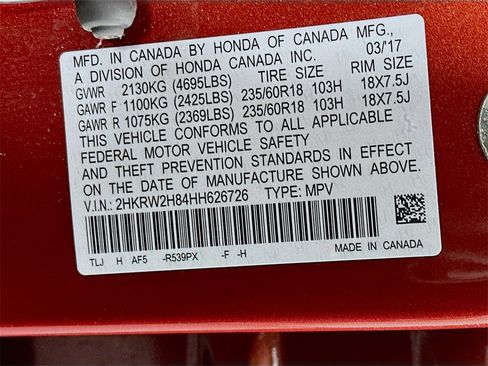 MFD. IN CANADA BY HONDA OF CANADA MFG.,
A DIVISION OF HONDA CANADA INC. 03/17
GVWR 2130KG (4695LBS) TIRE SIZE RIM SIZE
GAWR F 1100KG (2425LBS) 235/60R18 103H 18X7.5J
GAWR R 1075KG (2369LBS) 235/60R18 103H 18X7.5J
THIS VEHICLE CONFORMS TO ALL APPLICABLE
FEDERAL MOTOR VEHICLE SAFETY
AND THEFT PREVENTION STANDARDS IN EFFECT
ON THE DATE OF MANUFACTURE SHOWN ABOVE.
V.I.N.: 2HKRW2H84HH626726 TYPE: MPV
TLJ H AF5 -R539PX -F -H MADE IN CANADA